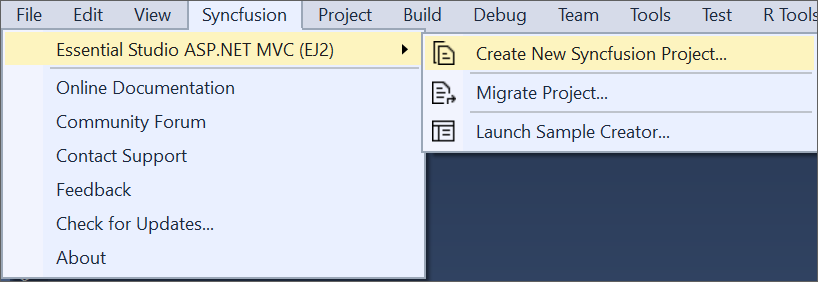 File Edit View Syncfusion Project Build Debug Team Tools Test R Tools
Essential Studio ASP.NET MVC (EJ2)
Create New Syncfusion Project...
Migrate Project...
Launch Sample Creator...
Online Documentation
Community Forum
Contact Support
Feedback
Check for Updates...
About